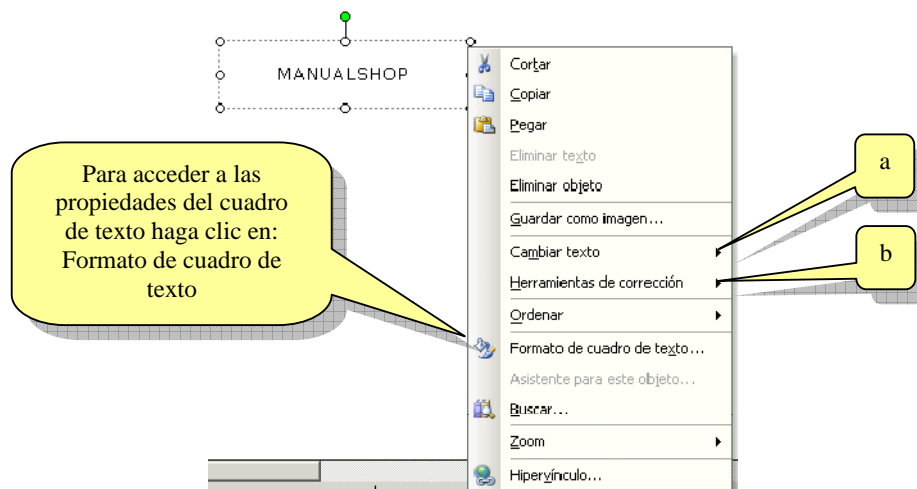 MANUALSHOP
Cortar
Copiar
Pegar
Eliminar texto
Eliminar objeto
Guardar como imagen...
Cambiar texto
Herramientas de corrección
Ordenar
Formato de cuadro de texto...
Asistente para este objeto...
Buscar...
Zoom
Hipervínculo...
Para acceder a las
propiedades del cuadro
de texto haga clic en:
Formato de cuadro de
texto
a
b